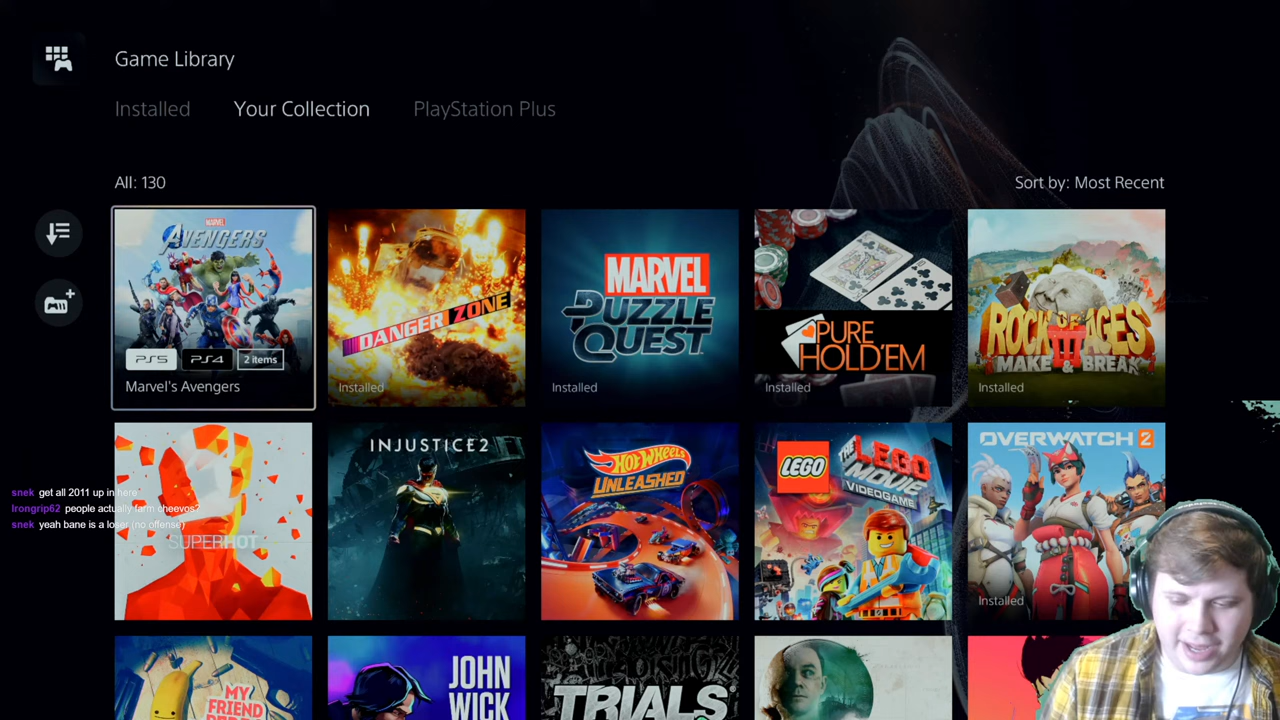 Game Library
Installed
Your Collection
PlayStation Plus
All: 130
Sort by: Most Recent
MARVEL
AVENGERS
PS5
PS4
2 items
Marvel's Avengers
DANGER ZONE
Installed
MARVEL
PUZZLE
QUEST
Installed
PURE
HOLD'EM
Installed
ROCK OF AGES
III
MAKE & BREAK
Installed
SUPERHOT
INJUSTICE 2
HOT WHEELS
UNLEASHED
LEGO
THE LEGO
MOVIE
VIDEOGAME
OVERWATCH 2
Installed
snek get all 2011 up in here
Irongrip62 people actually farm cheevos?
snek yeah bane is a loser (no offense)
MY
FRIEND
JOHN
WICK
TRIALS